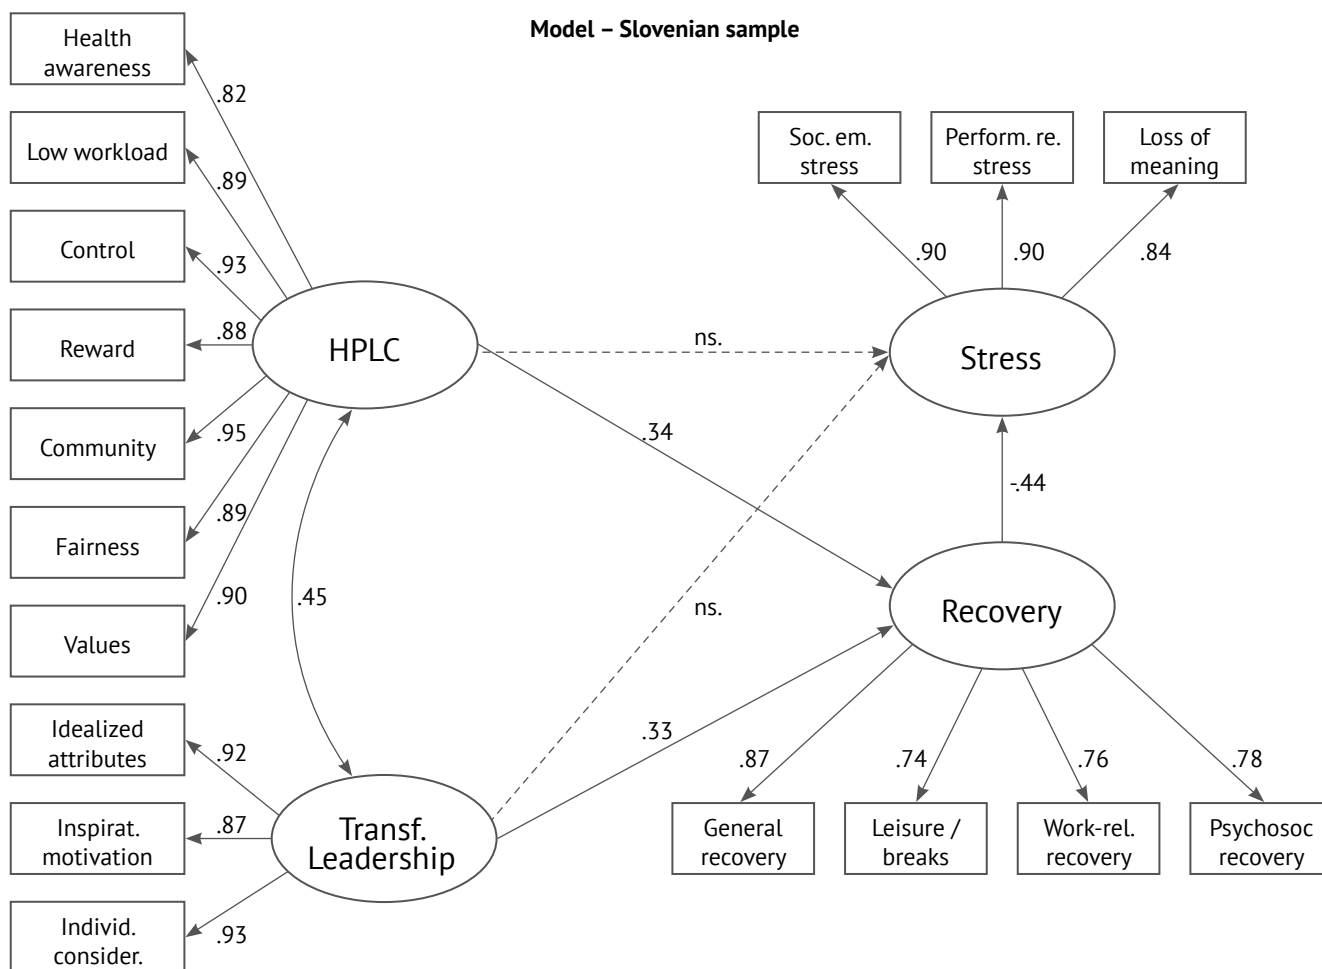 Model – Slovenian sample
Health
awareness
.82
Low workload
.89
Control
.93
Reward
.88
Community
.95
Fairness
.89
Values
.90
HPLC
Idealized
attributes
.92
Inspirat.
motivation
.87
Individ.
consider.
.93
Transf.
Leadership
.45
ns.
.34
ns.
.33
Soc. em.
stress
Perform. re.
stress
Loss of
meaning
.90
.90
.84
Stress
-.44
Recovery
.87
.74
.76
.78
General
recovery
Leisure /
breaks
Work-rel.
recovery
Psychosoc
recovery